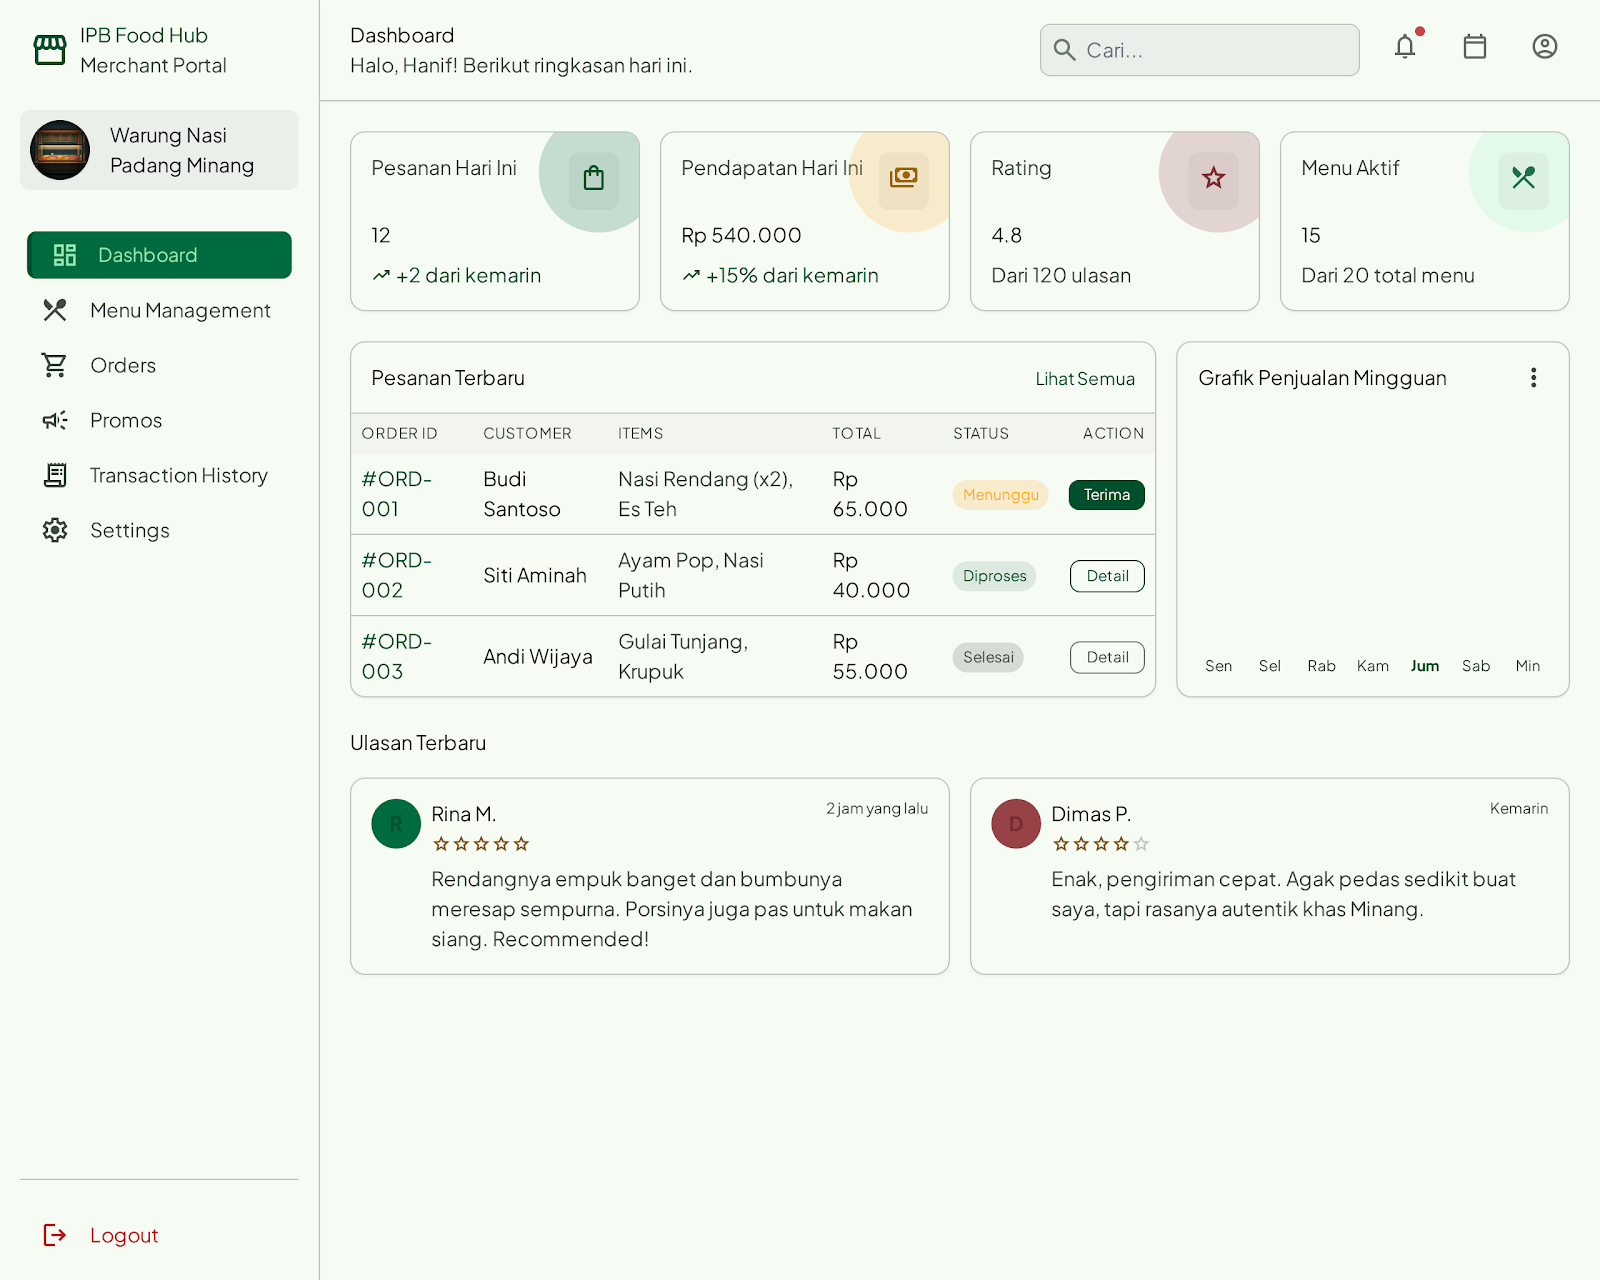 IPB Food Hub
Merchant Portal
Warung Nasi
Padang Minang
Dashboard
Menu Management
Orders
Promos
Transaction History
Settings
Logout
Dashboard
Halo, Hanif! Berikut ringkasan hari ini.
Cari...
Pesanan Hari Ini
12
+2 dari kemarin
Pendapatan Hari Ini
Rp 540.000
+15% dari kemarin
Rating
4.8
Dari 120 ulasan
Menu Aktif
15
Dari 20 total menu
Pesanan Terbaru
Lihat Semua
ORDER ID CUSTOMER ITEMS TOTAL STATUS ACTION
#ORD-
001
Budi
Santoso
Nasi Rendang (x2),
Es Teh
Rp
65.000
Menunggu
Terima
#ORD-
002
Siti Aminah
Ayam Pop, Nasi
Putih
Rp
40.000
Diproses
Detail
#ORD-
003
Andi Wijaya
Gulai Tunjang,
Krupuk
Rp
55.000
Selesai
Detail
Grafik Penjualan Mingguan
Sen Sel Rab Kam Jum Sab Min
Ulasan Terbaru
R
Rina M.
2 jam yang lalu
Rendangnya empuk banget dan bumbunya
meresap sempurna. Porsinya juga pas untuk makan
siang. Recommended!
D
Dimas P.
Kemarin
Enak, pengiriman cepat. Agak pedas sedikit buat
saya, tapi rasanya autentik khas Minang.